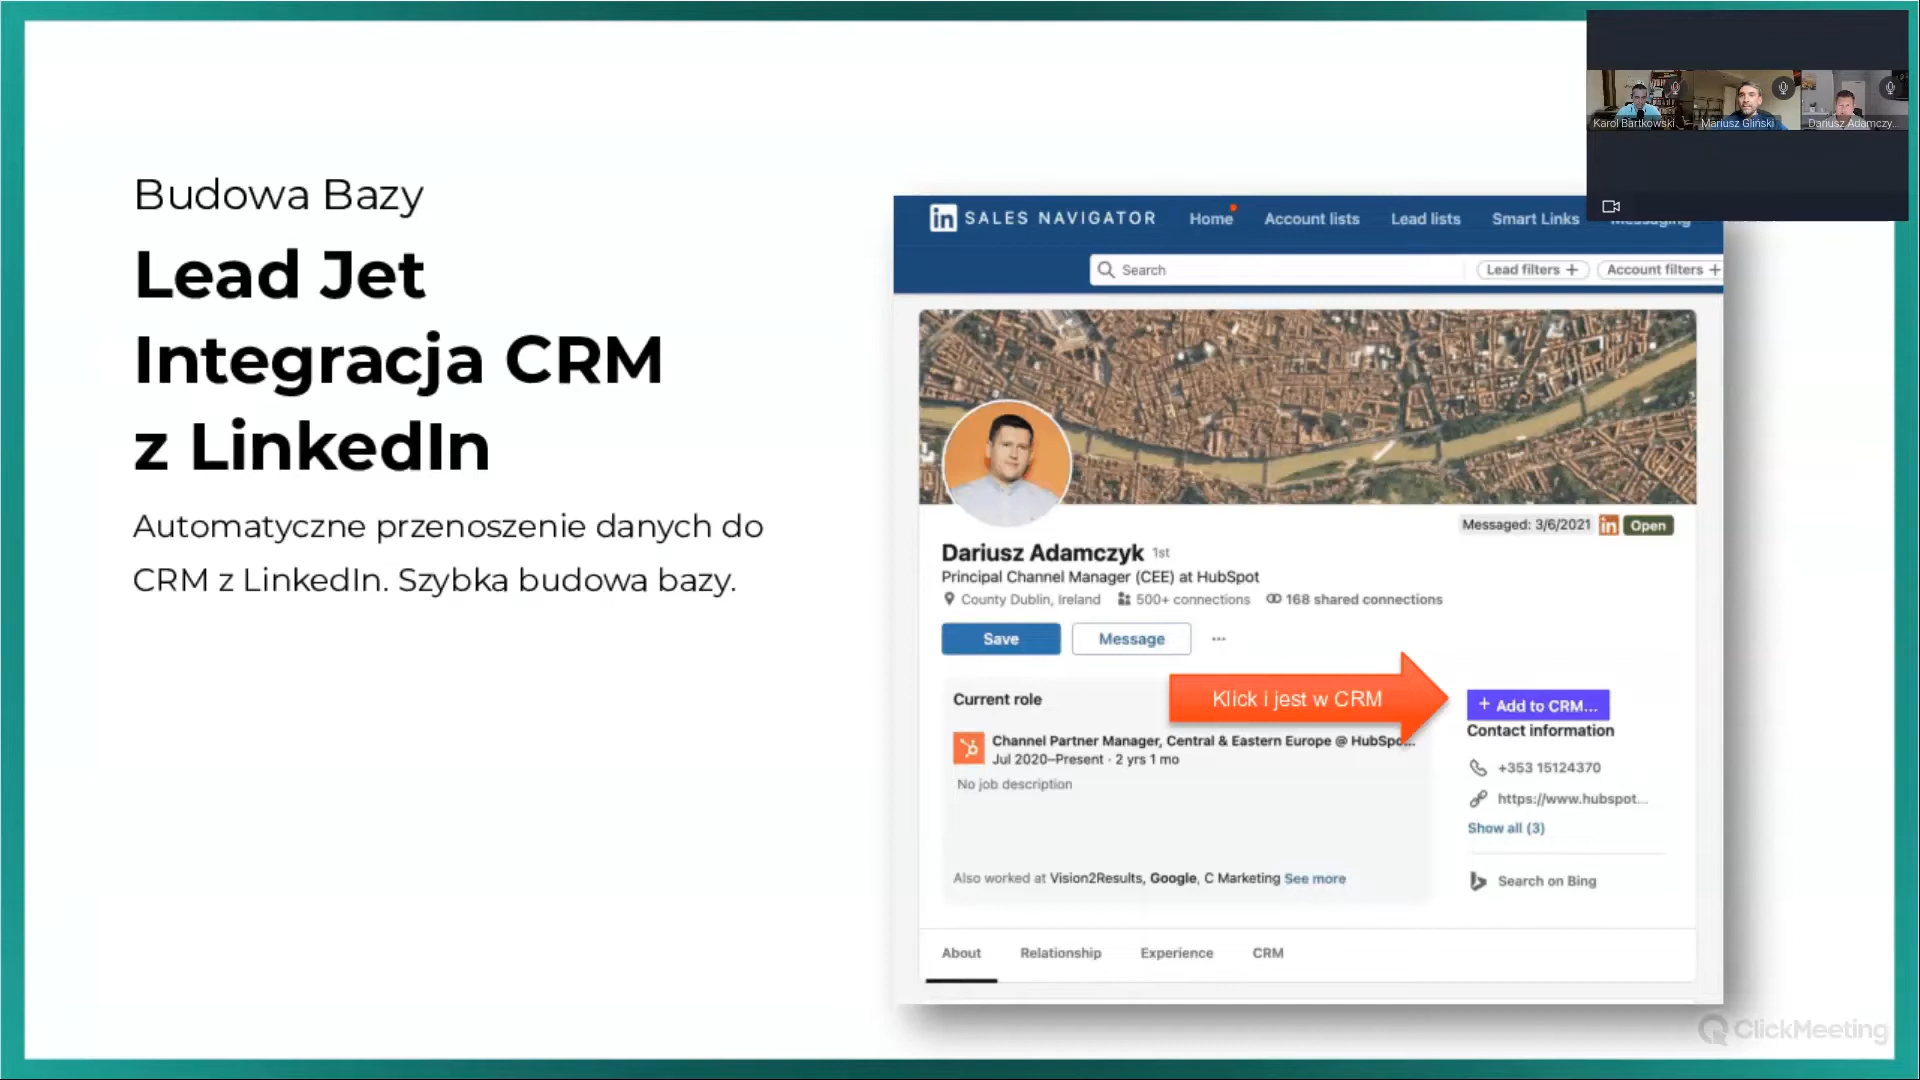 Budowa Bazy
Lead Jet
Integracja CRM
z LinkedIn
Automatyczne przenoszenie danych do
CRM z LinkedIn. Szybka budowa bazy.
Karol Bartkowski
Mariusz Gliński
Dariusz Adamczy...
in SALES NAVIGATOR Home Account lists Lead lists Smart Links Messaging
Search Lead filters + Account filters +
Messaged: 3/6/2021 in Open
Dariusz Adamczyk 1st
Principal Channel Manager (CEE) at HubSpot
County Dublin, Ireland 500+ connections 168 shared connections
Save Message ...
Current role
Klick i jest w CRM
+ Add to CRM...
Channel Partner Manager, Central & Eastern Europe @ HubSpo...
Jul 2020–Present · 2 yrs 1 mo
No job description
Also worked at Vision2Results, Google, C Marketing See more
Contact information
+353 15124370
https://www.hubspot...
Show all (3)
Search on Bing
About Relationship Experience CRM
ClickMeeting